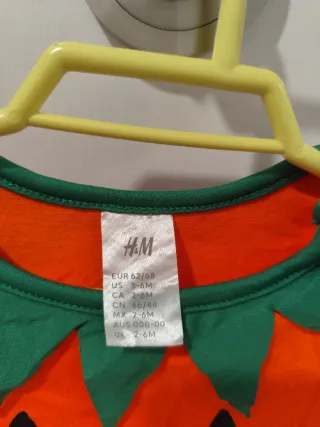 H&M
EUR 62/68
US 3-6M
CA 2-6M
CN 66/48
MX 2-6M
AUS 000-00
UK 2-6M